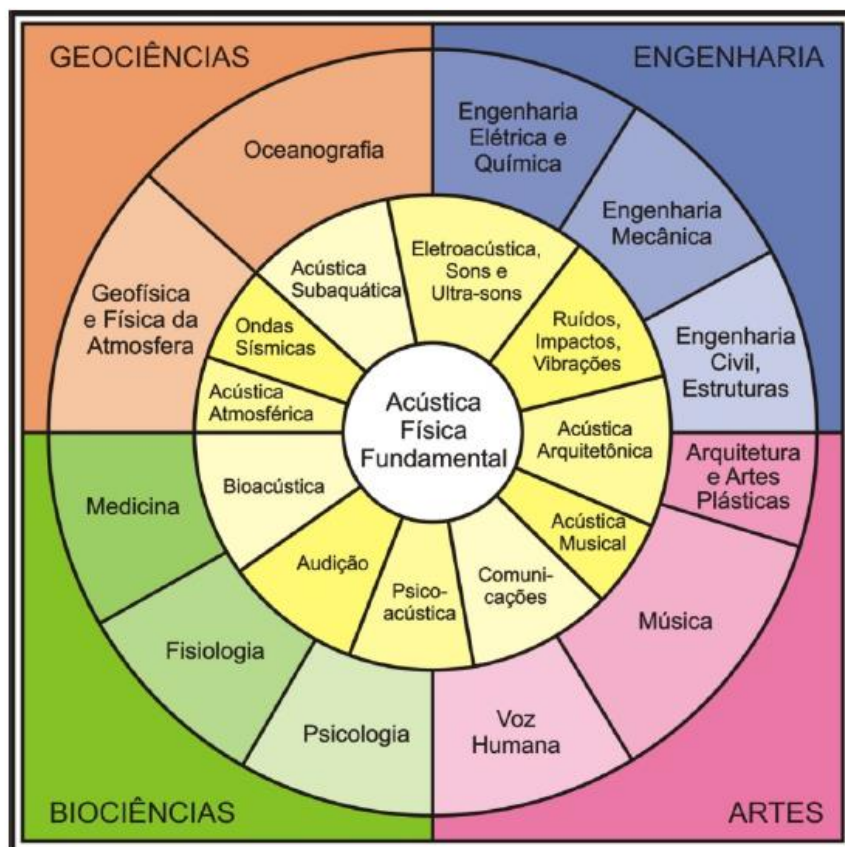 GEOCIÊNCIAS
ENGENHARIA
Oceanografia
Engenharia
Elétrica e
Química
Engenharia
Mecânica
Geofísica
e Física da
Atmosfera
Engenharia
Civil,
Estruturas
Acústica
Subaquática
Eletroacústica,
Sons e
Ultra-sons
Ondas
Sísmicas
Ruídos,
Impactos,
Vibrações
Acústica
Atmosférica
Acústica
Física
Fundamental
Acústica
Arquitetônica
Arquitetura
e Artes
Plásticas
Medicina
Bioacústica
Acústica
Musical
Audição
Psico-
acústica
Comuni-
cações
Música
Fisiologia
Psicologia
Voz
Humana
BIOCIÊNCIAS
ARTES